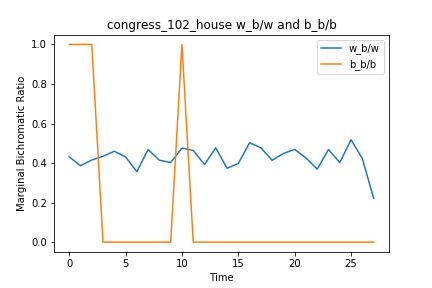 congress_102_house w_b/w and b_b/b
w_b/w
b_b/b
Marginal Bichromatic Ratio
1.0
0.8
0.6
0.4
0.2
0.0
0 5 10 15 20 25
Time